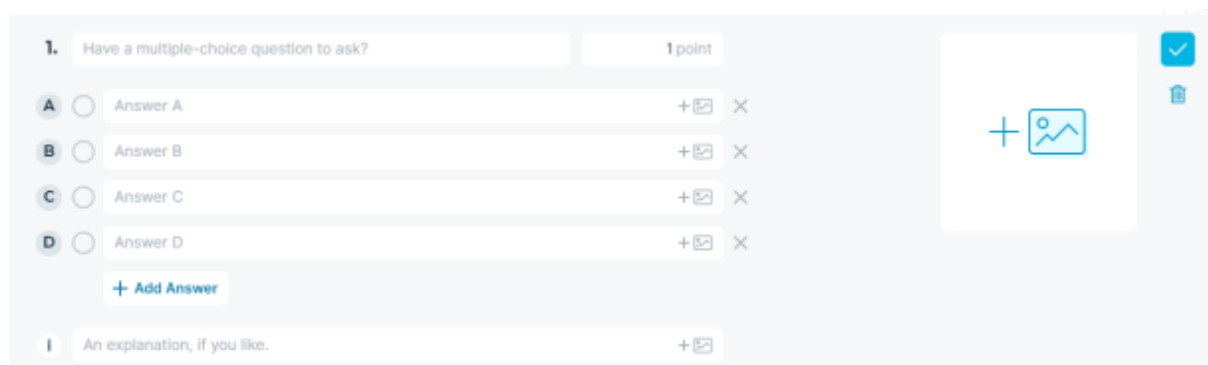 1. Have a multiple-choice question to ask? 1 point
A Answer A
B Answer B
C Answer C
D Answer D
+ Add Answer
i An explanation, if you like.